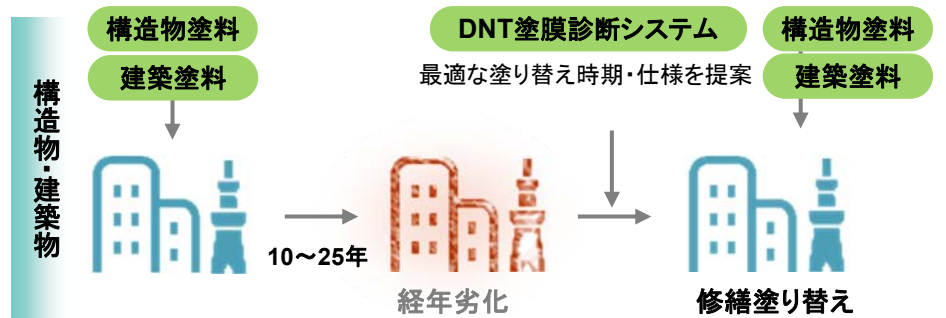 構造物・建築物
構造物塗料
建築塗料
10～25年
経年劣化
DNT塗膜診断システム
最適な塗り替え時期・仕様を提案
構造物塗料
建築塗料
修繕塗り替え